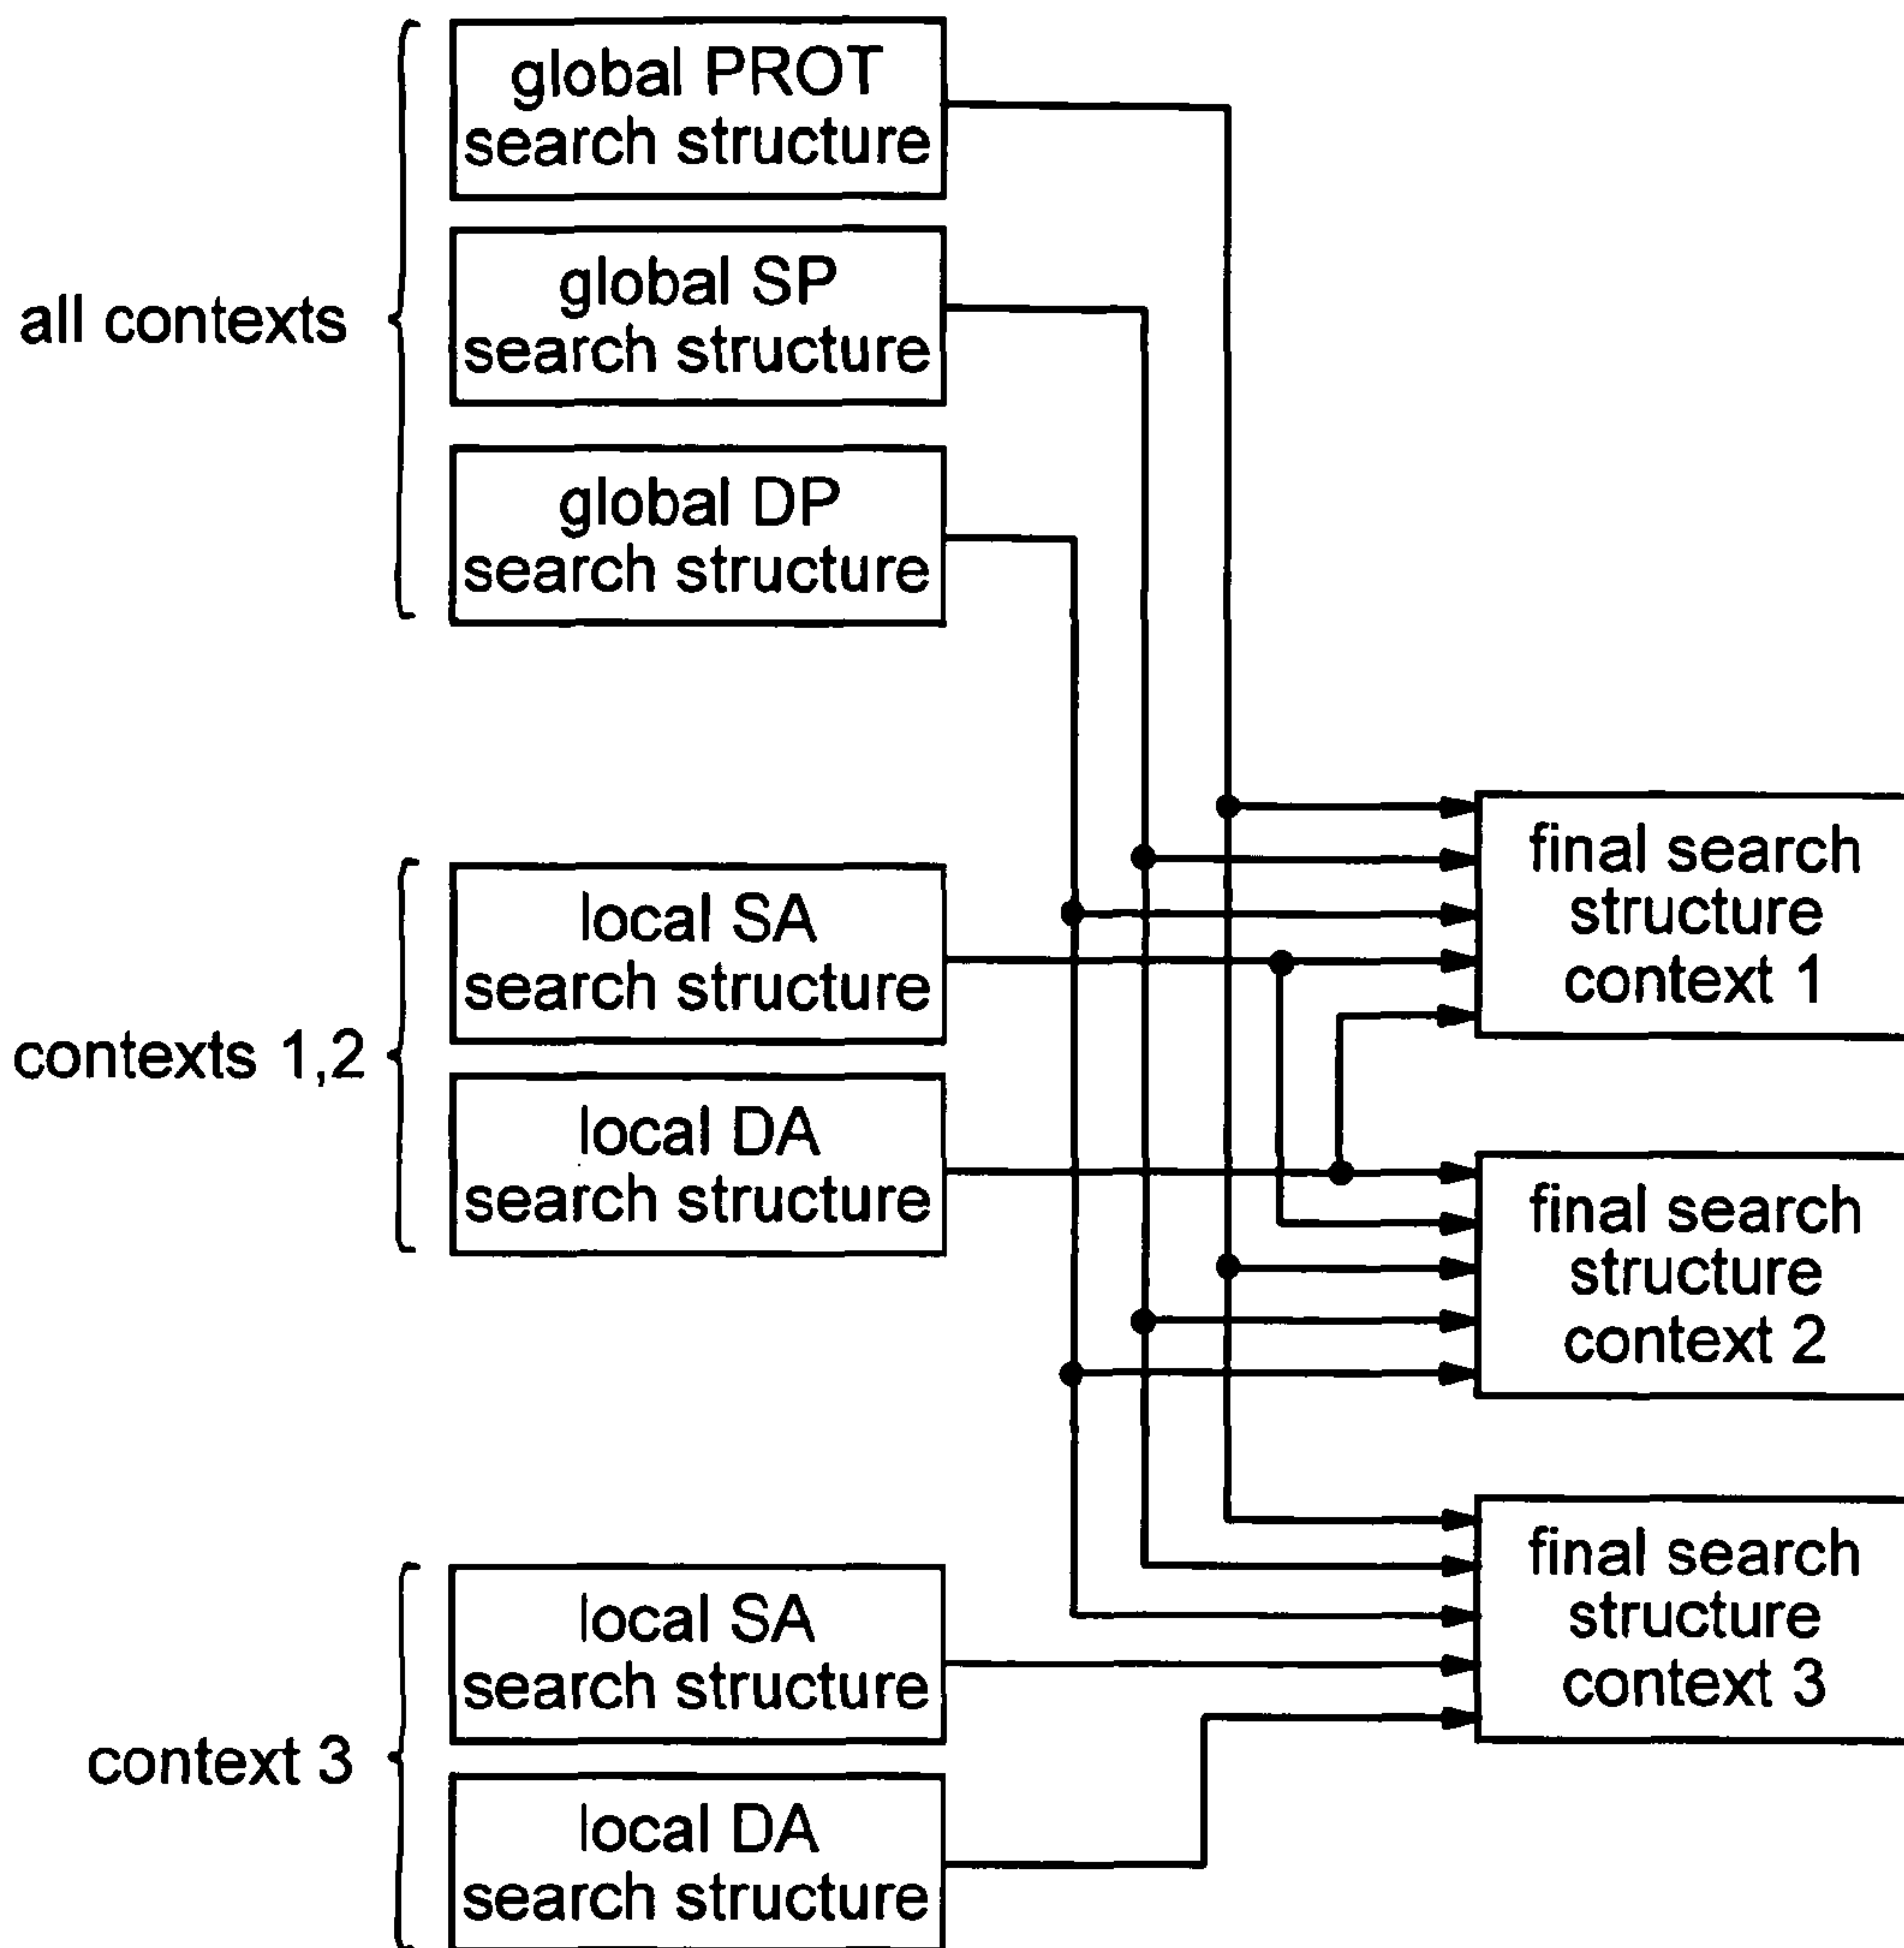 all contexts
global PROT
search structure
global SP
search structure
global DP
search structure
contexts 1,2
local SA
search structure
local DA
search structure
context 3
local SA
search structure
local DA
search structure
final search
structure
context 1
final search
structure
context 2
final search
structure
context 3